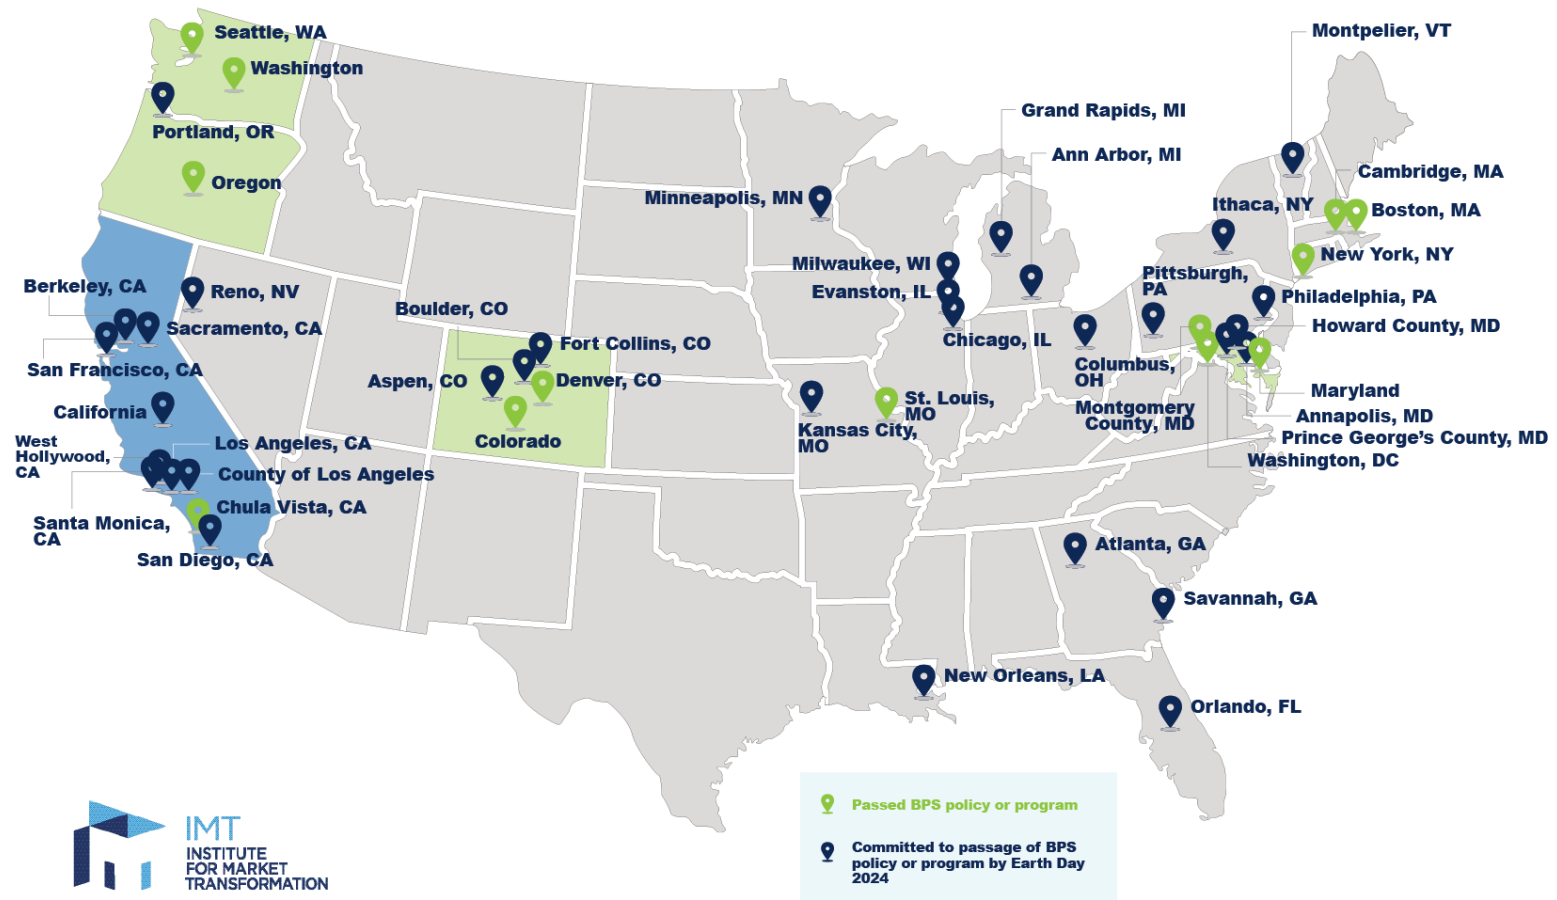 Seattle, WA
Washington
Portland, OR
Oregon
Berkeley, CA
Reno, NV
Sacramento, CA
San Francisco, CA
California
West
Hollywood,
CA
Los Angeles, CA
County of Los Angeles
Santa Monica,
CA
Chula Vista, CA
San Diego, CA
Boulder, CO
Fort Collins, CO
Aspen, CO
Denver, CO
Colorado
Minneapolis, MN
Milwaukee, WI
Evanston, IL
Chicago, IL
Kansas City,
MO
St. Louis,
MO
Grand Rapids, MI
Ann Arbor, MI
Columbus,
OH
Pittsburgh,
PA
Montgomery
County, MD
Montpelier, VT
Cambridge, MA
Ithaca, NY
Boston, MA
New York, NY
Philadelphia, PA
Howard County, MD
Maryland
Annapolis, MD
Prince George's County, MD
Washington, DC
Atlanta, GA
Savannah, GA
New Orleans, LA
Orlando, FL
Passed BPS policy or program
Committed to passage of BPS
policy or program by Earth Day
2024
IMT
INSTITUTE
FOR MARKET
TRANSFORMATION